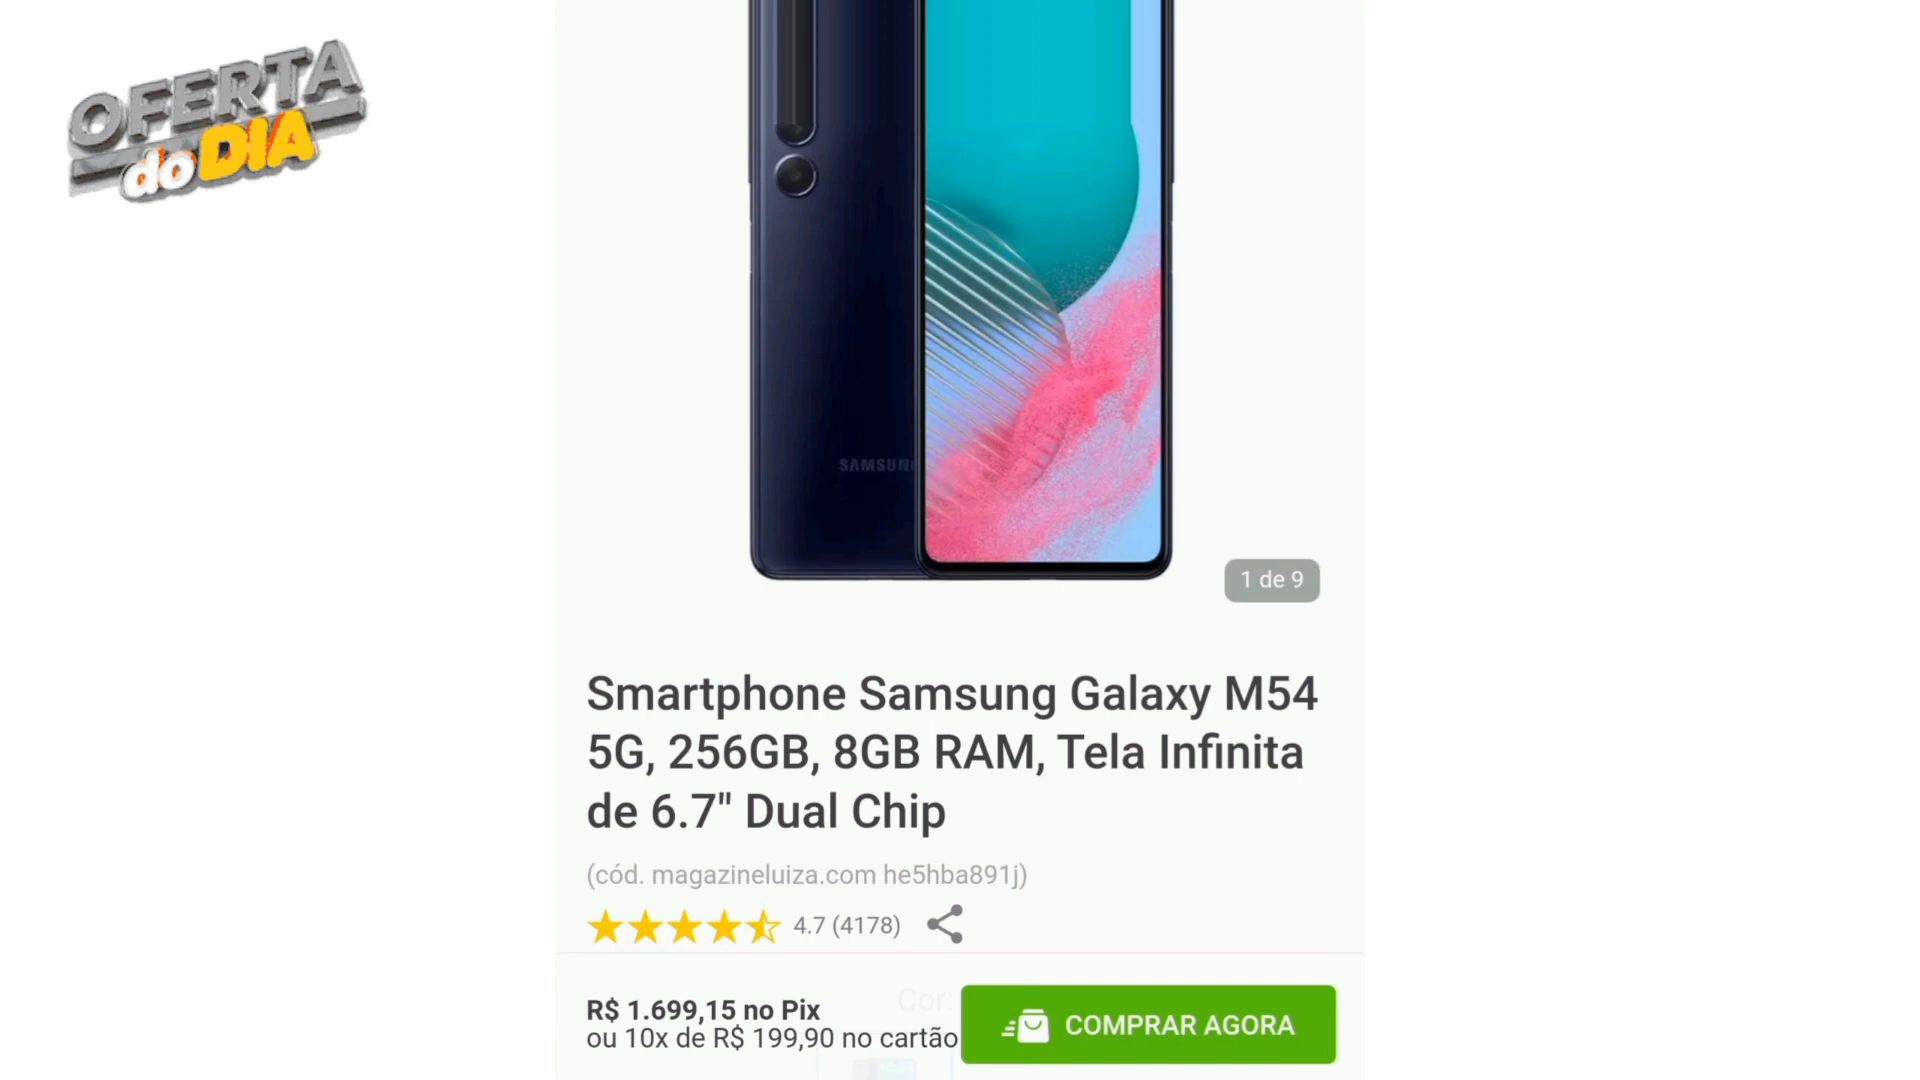 OFERTA
do DIA
SAMSUN
1 de 9
Smartphone Samsung Galaxy M54
5G, 256GB, 8GB RAM, Tela Infinita
de 6.7" Dual Chip
(cód. magazineluiza.com he5hba891j)
4.7 (4178)
Cor:
R$ 1.699,15 no Pix
ou 10x de R$ 199,90 no cartão
COMPRAR AGORA